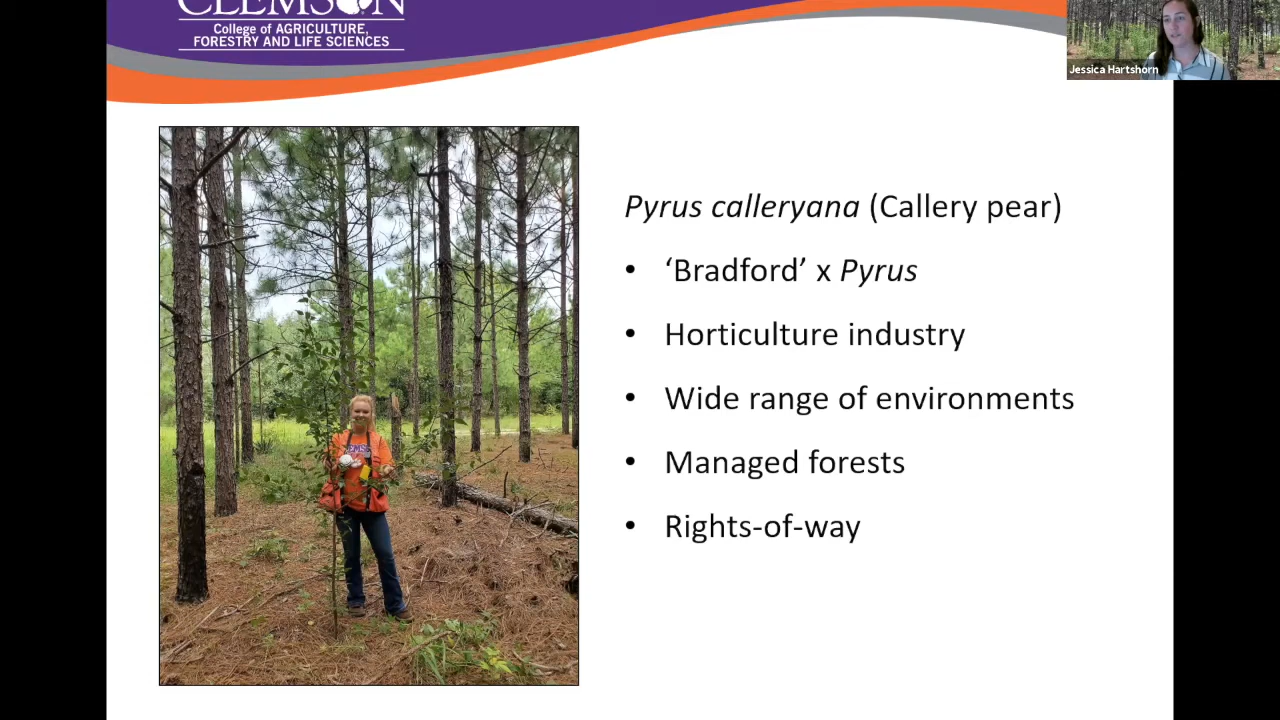 CLEMSON
College of AGRICULTURE,
FORESTRY AND LIFE SCIENCES
Jessica Hartshorn
Pyrus calleryana (Callery pear)
• ‘Bradford’ x Pyrus
• Horticulture industry
• Wide range of environments
• Managed forests
• Rights-of-way